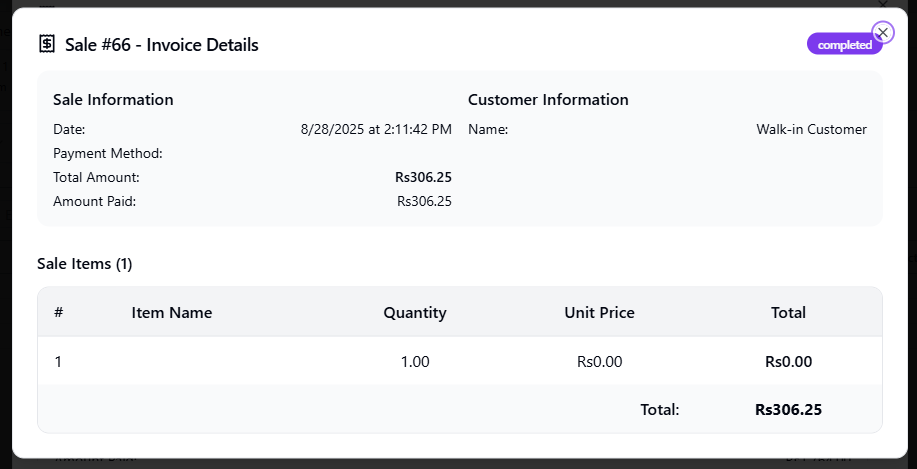 Sale #66 - Invoice Details
completed
Sale Information
Date: 8/28/2025 at 2:11:42 PM
Payment Method:
Total Amount: Rs306.25
Amount Paid: Rs306.25
Customer Information
Name: Walk-in Customer
Sale Items (1)
# Item Name Quantity Unit Price Total
1 1.00 Rs0.00 Rs0.00
Total: Rs306.25